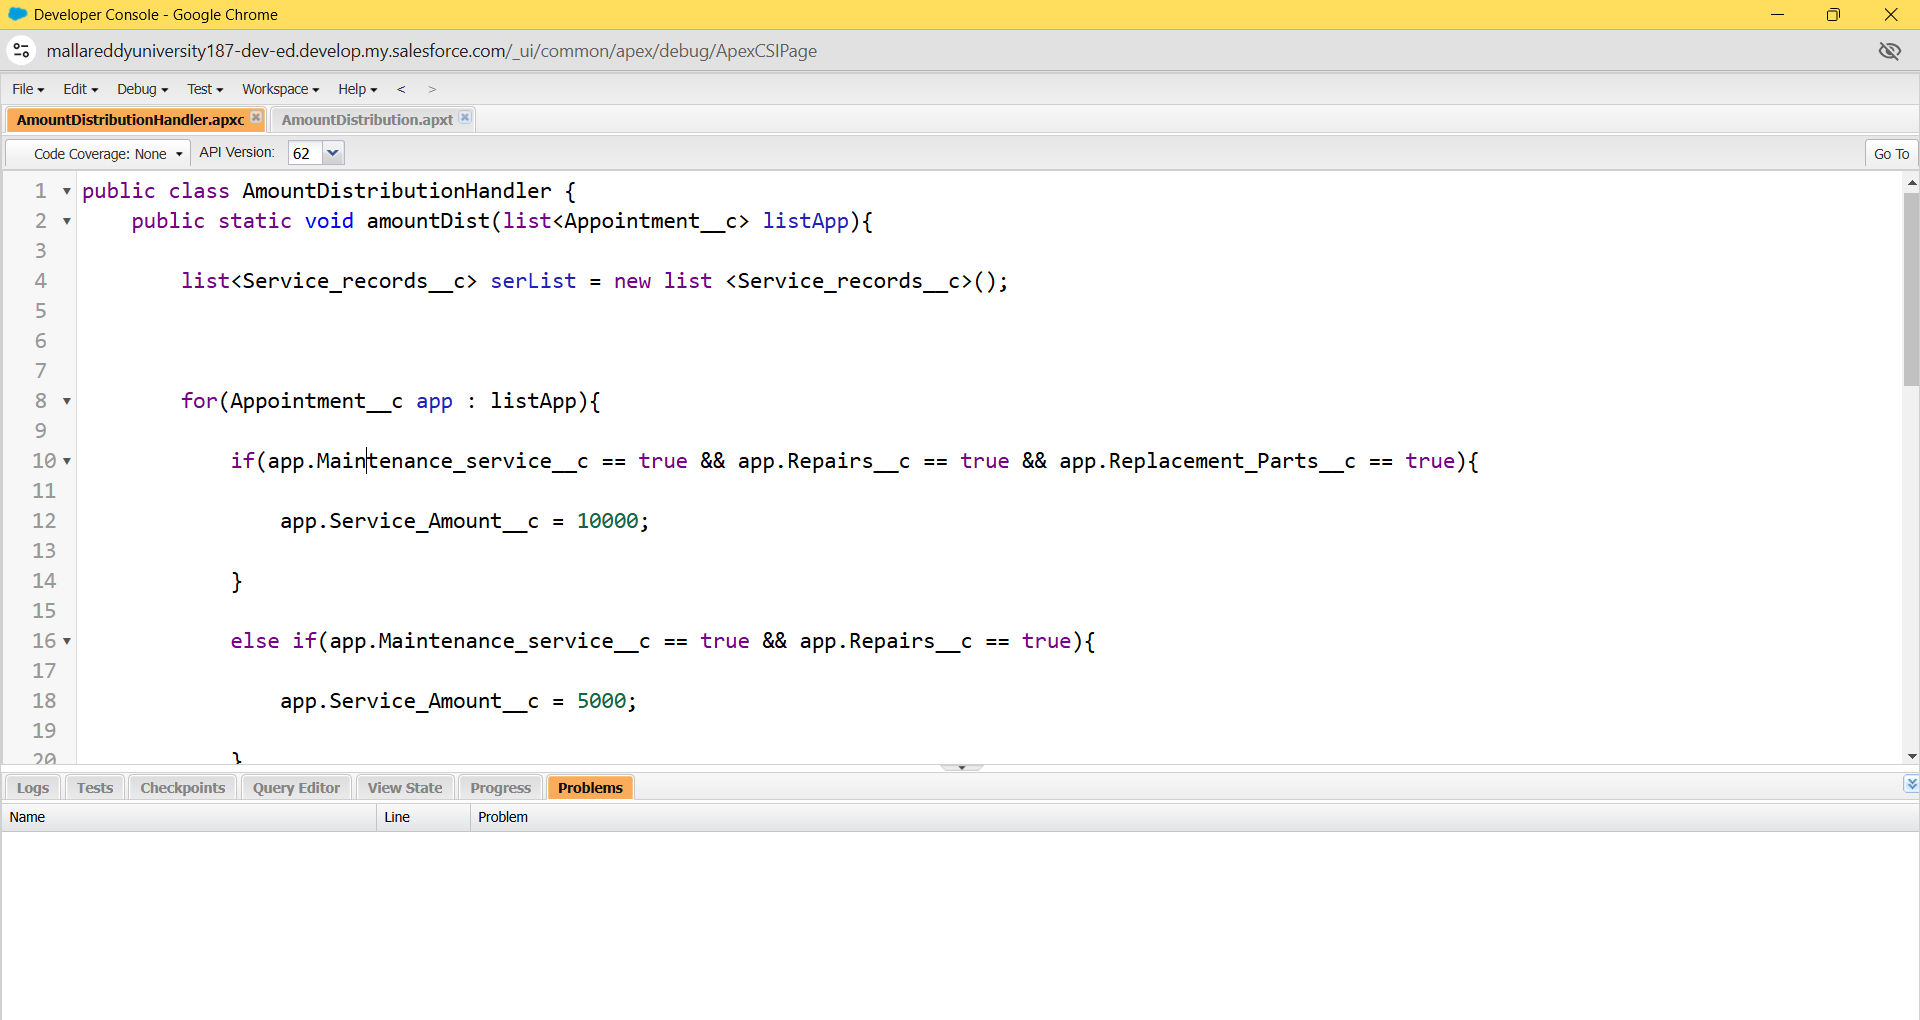 Developer Console - Google Chrome
mallareddyuniversity187-dev-ed.develop.my.salesforce.com/_ui/common/apex/debug/ApexCSIPage
File Edit Debug Test Workspace Help < >
AmountDistributionHandler.apxc AmountDistribution.apxt
Code Coverage: None API Version: 62 Go To
1 public class AmountDistributionHandler {
2 public static void amountDist(list<Appointment__c> listApp){
3
4 list<Service_records__c> serList = new list <Service_records__c>();
5
6
7
8 for(Appointment__c app : listApp){
9
10 if(app.Maintenance_service__c == true && app.Repairs__c == true && app.Replacement_Parts__c == true){
11
12 app.Service_Amount__c = 10000;
13
14 }
15
16 else if(app.Maintenance_service__c == true && app.Repairs__c == true){
17
18 app.Service_Amount__c = 5000;
19
20 }
Logs Tests Checkpoints Query Editor View State Progress Problems
Name Line Problem